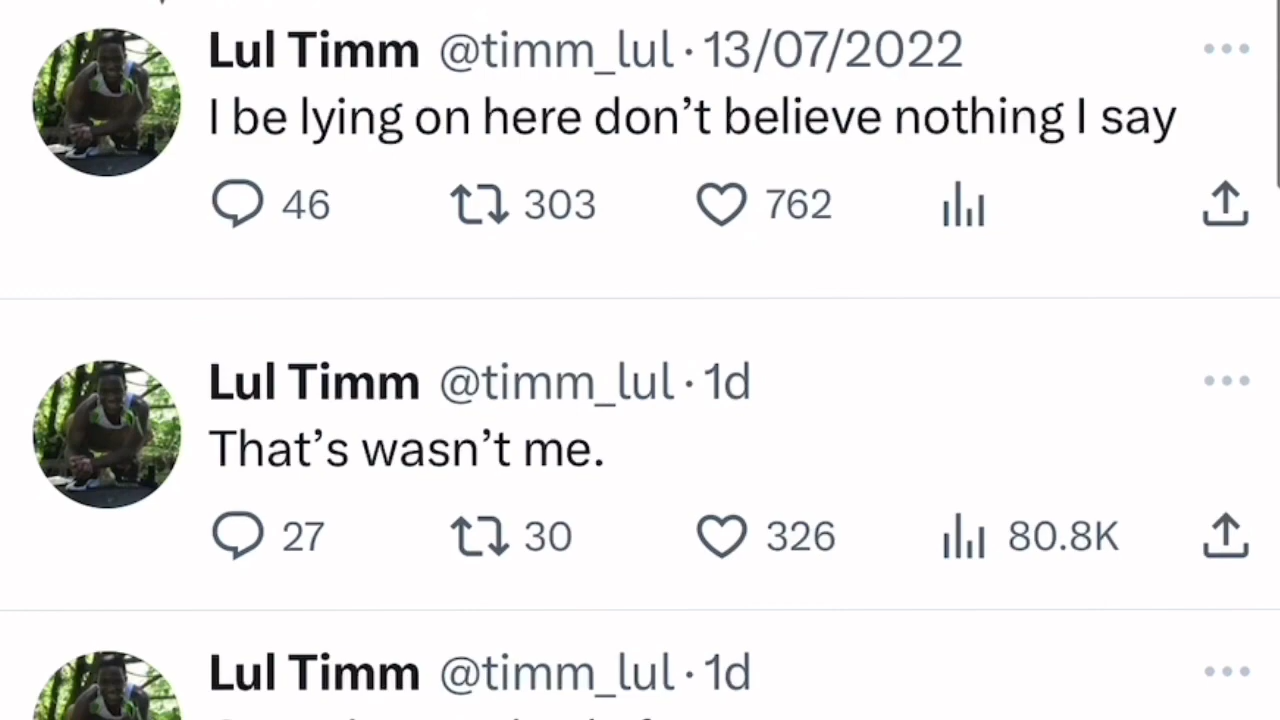 Lul Timm @timm_lul · 13/07/2022
I be lying on here don’t believe nothing I say
46 303 762
Lul Timm @timm_lul · 1d
That’s wasn’t me.
27 30 326 80.8K
Lul Timm @timm_lul · 1d